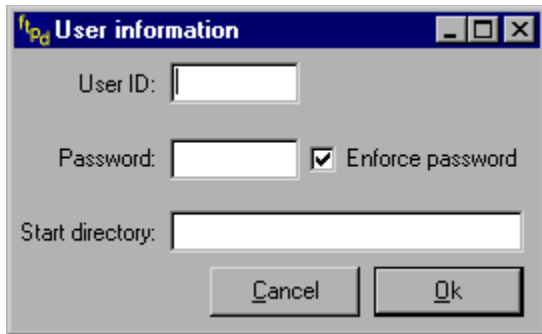 ftpd User information
User ID:
Password:
Enforce password
Start directory:
Cancel
Ok